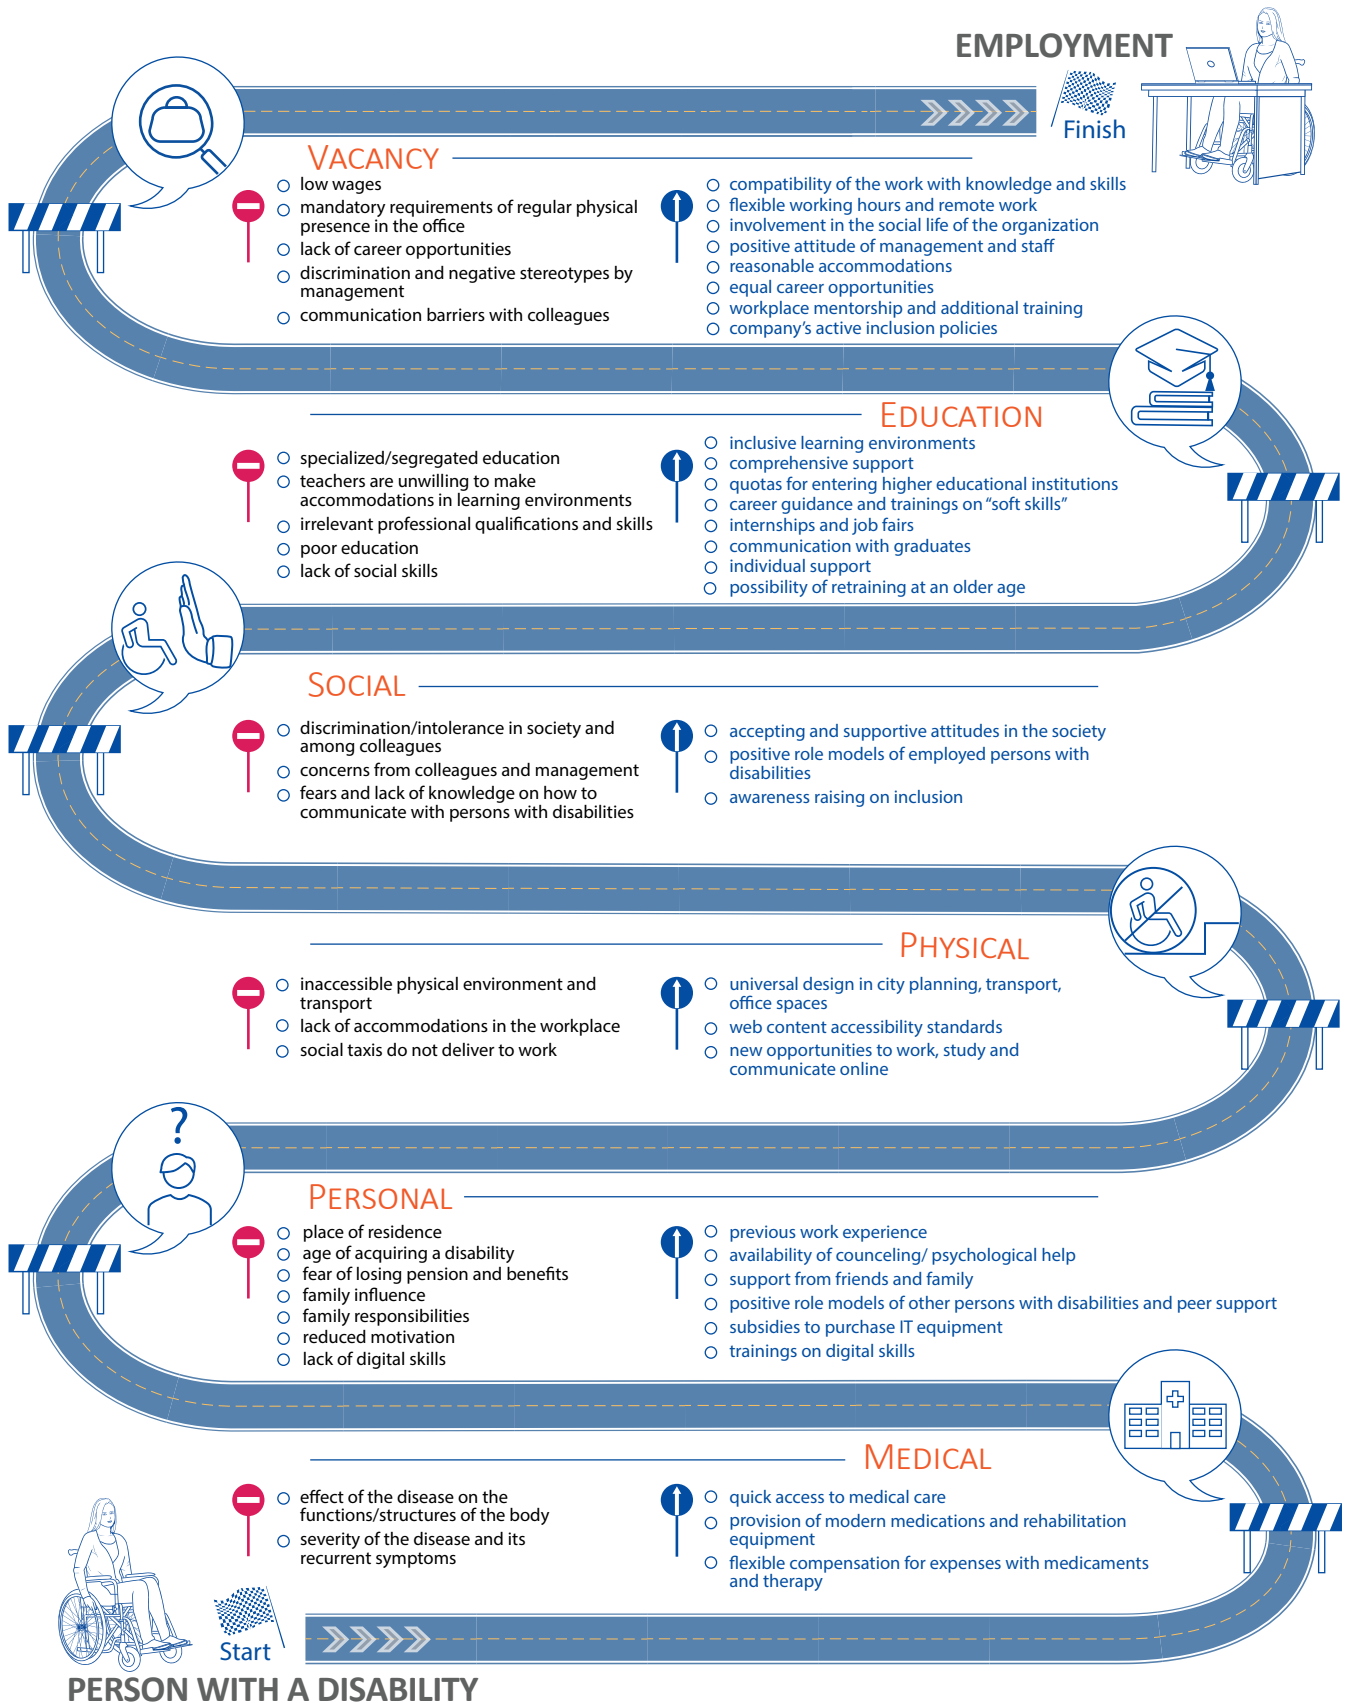 EMPLOYMENT
Finish
VACANCY
low wages
mandatory requirements of regular physical
presence in the office
lack of career opportunities
discrimination and negative stereotypes by
management
communication barriers with colleagues
compatibility of the work with knowledge and skills
flexible working hours and remote work
involvement in the social life of the organization
positive attitude of management and staff
reasonable accommodations
equal career opportunities
workplace mentorship and additional training
company's active inclusion policies
EDUCATION
specialized/segregated education
teachers are unwilling to make
accommodations in learning environments
irrelevant professional qualifications and skills
poor education
lack of social skills
inclusive learning environments
comprehensive support
quotas for entering higher educational institutions
career guidance and trainings on "soft skills"
internships and job fairs
communication with graduates
individual support
possibility of retraining at an older age
SOCIAL
discrimination/intolerance in society and
among colleagues
concerns from colleagues and management
fears and lack of knowledge on how to
communicate with persons with disabilities
accepting and supportive attitudes in the society
positive role models of employed persons with
disabilities
awareness raising on inclusion
PHYSICAL
inaccessible physical environment and
transport
lack of accommodations in the workplace
social taxis do not deliver to work
universal design in city planning, transport,
office spaces
web content accessibility standards
new opportunities to work, study and
communicate online
?
PERSONAL
place of residence
age of acquiring a disability
fear of losing pension and benefits
family influence
family responsibilities
reduced motivation
lack of digital skills
previous work experience
availability of counceling/ psychological help
support from friends and family
positive role models of other persons with disabilities and peer support
subsidies to purchase IT equipment
trainings on digital skills
MEDICAL
effect of the disease on the
functions/structures of the body
severity of the disease and its
recurrent symptoms
quick access to medical care
provision of modern medications and rehabilitation
equipment
flexible compensation for expenses with medicaments
and therapy
Start
PERSON WITH A DISABILITY